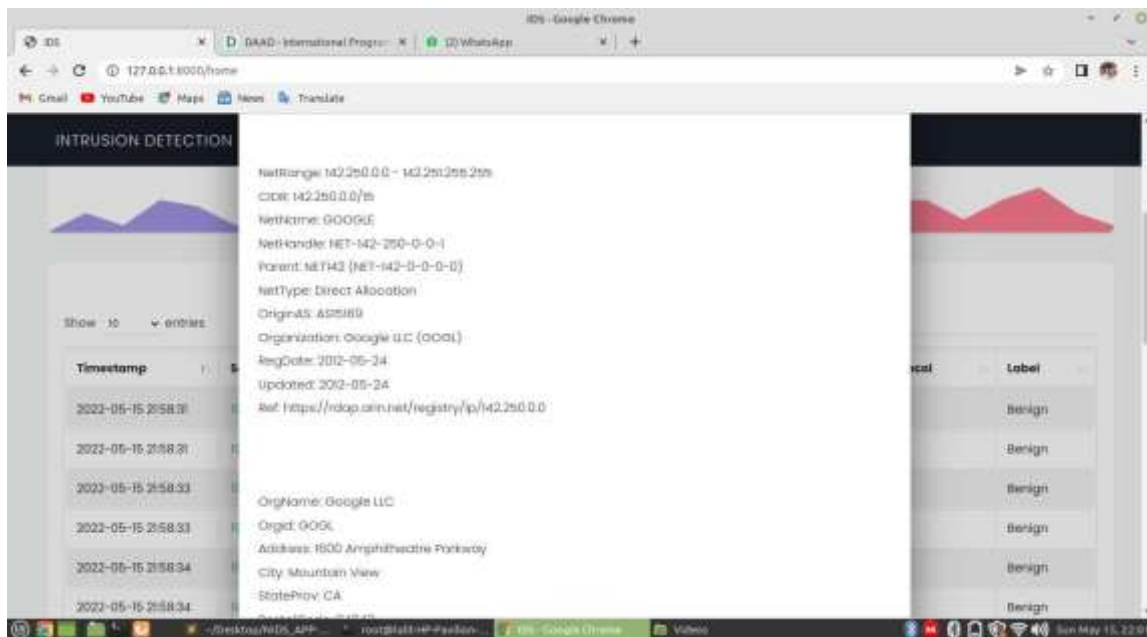 IDS - Google Chrome
IDS
DAAD - International Progr
(2) WhatsApp
127.0.0.1:8000/home
Gmail YouTube Maps News Translate
INTRUSION DETECTION
NetRange: 142.250.0.0 - 142.251.255.255
CIDR: 142.250.0.0/15
NetName: GOOGLE
NetHandle: NET-142-250-0-0-1
Parent: NET142 (NET-142-0-0-0-0)
NetType: Direct Allocation
OriginAS: AS15169
Organization: Google LLC (GOGL)
RegDate: 2012-05-24
Updated: 2012-05-24
Ref: https://rdap.arin.net/registry/ip/142.250.0.0
OrgName: Google LLC
OrgId: GOGL
Address: 1600 Amphitheatre Parkway
City: Mountain View
StateProv: CA
Show 10 entries
Timestamp Label
2022-05-15 21:58:31 Benign
2022-05-15 21:58:31 Benign
2022-05-15 21:58:33 Benign
2022-05-15 21:58:33 Benign
2022-05-15 21:58:34 Benign
2022-05-15 21:58:34 Benign
~/Desktop/NIDS_APP...
IDS - Google Chrome
Videos
Sun May 15,